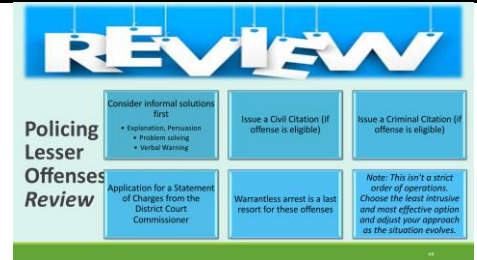 REVIEW
Policing
Lesser
Offenses
Review
Consider informal solutions
first
• Explanation, Persuasion
• Problem solving
• Verbal Warning
Issue a Civil Citation (if
offense is eligible)
Issue a Criminal Citation (if
offense is eligible)
Application for a Statement
of Charges from the
District Court
Commissioner
Warrantless arrest is a last
resort for these offenses
Note: This isn't a strict
order of operations.
Choose the least intrusive
and most effective option
and adjust your approach
as the situation evolves.